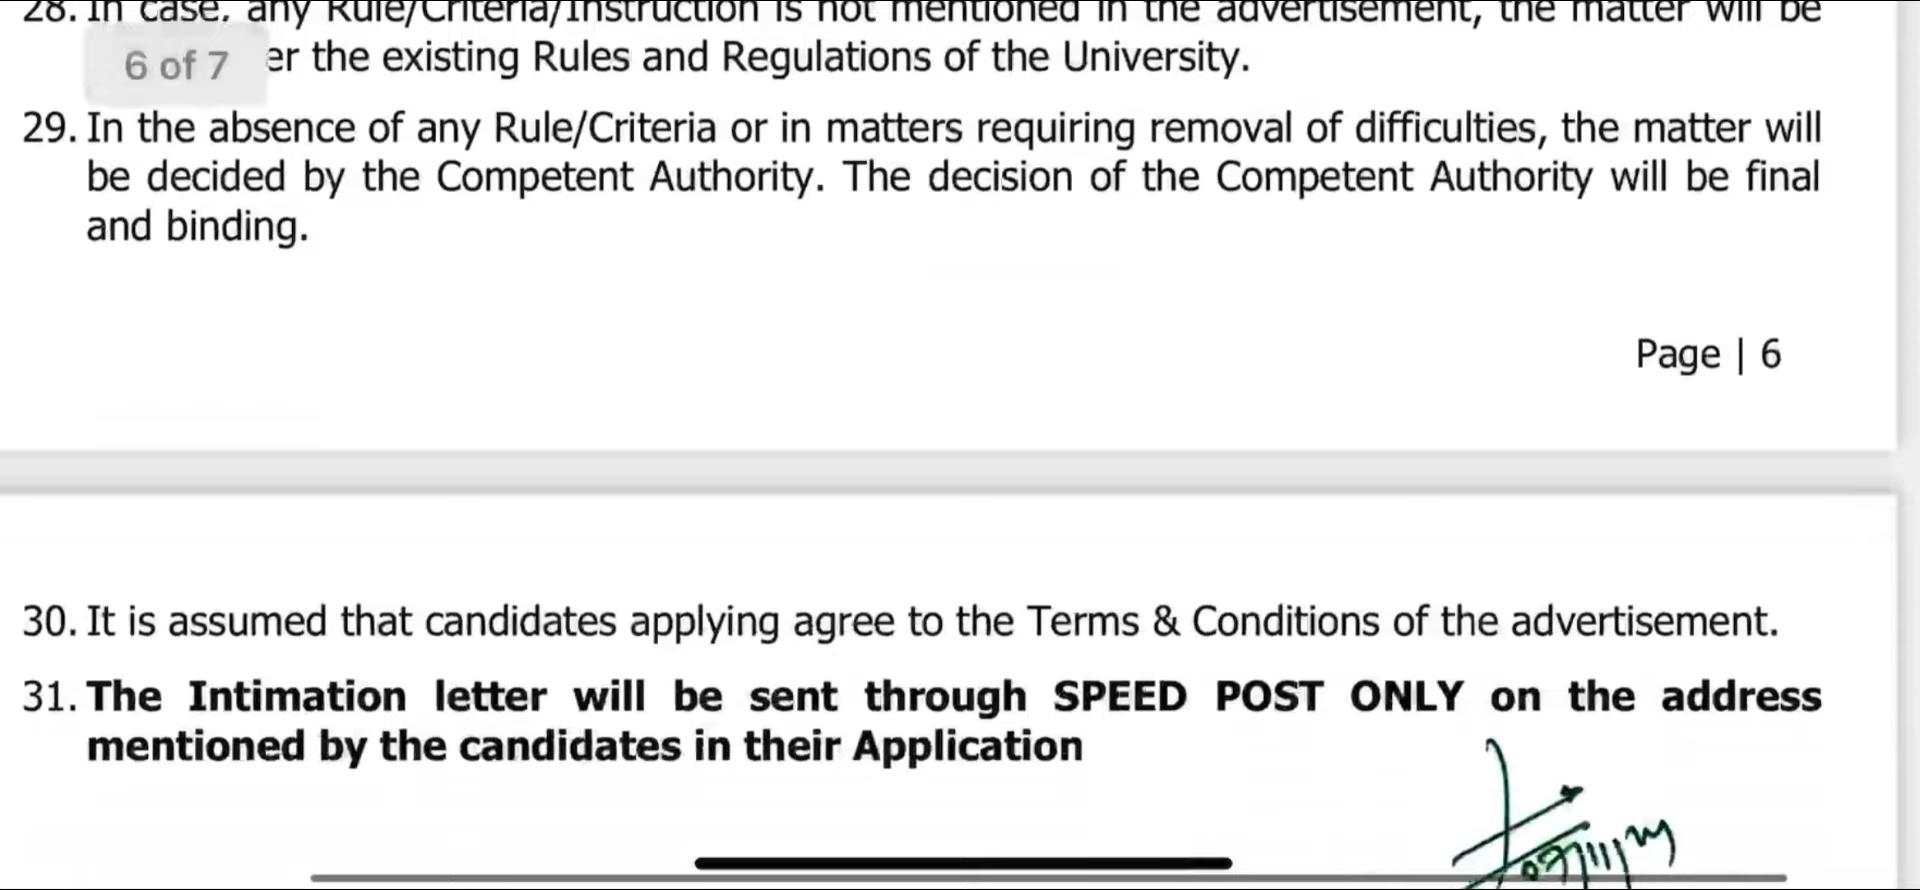 28. In case, any Rule/Criteria/Instruction is not mentioned in the advertisement, the matter will be
6 of 7 er the existing Rules and Regulations of the University.
29. In the absence of any Rule/Criteria or in matters requiring removal of difficulties, the matter will
be decided by the Competent Authority. The decision of the Competent Authority will be final
and binding.
Page | 6
30. It is assumed that candidates applying agree to the Terms & Conditions of the advertisement.
31. The Intimation letter will be sent through SPEED POST ONLY on the address
mentioned by the candidates in their Application